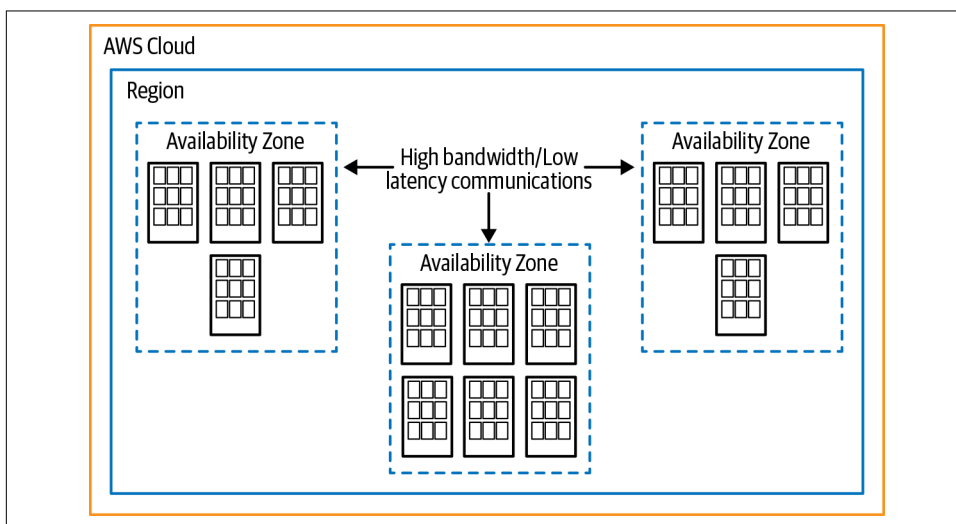 AWS Cloud
Region
Availability Zone
High bandwidth/Low
latency communications
Availability Zone
Availability Zone